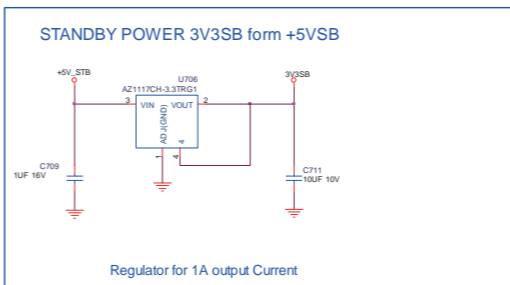 STANDBY POWER 3V3SB form +5VSB
+5V_STB
U706
3V3SB
AZ1117CH-3.3TRG1
3
VIN
VOUT
2
ADJ(GND)
4
1
4
C709
1UF 16V
C711
10UF 10V
Regulator for 1A output Current